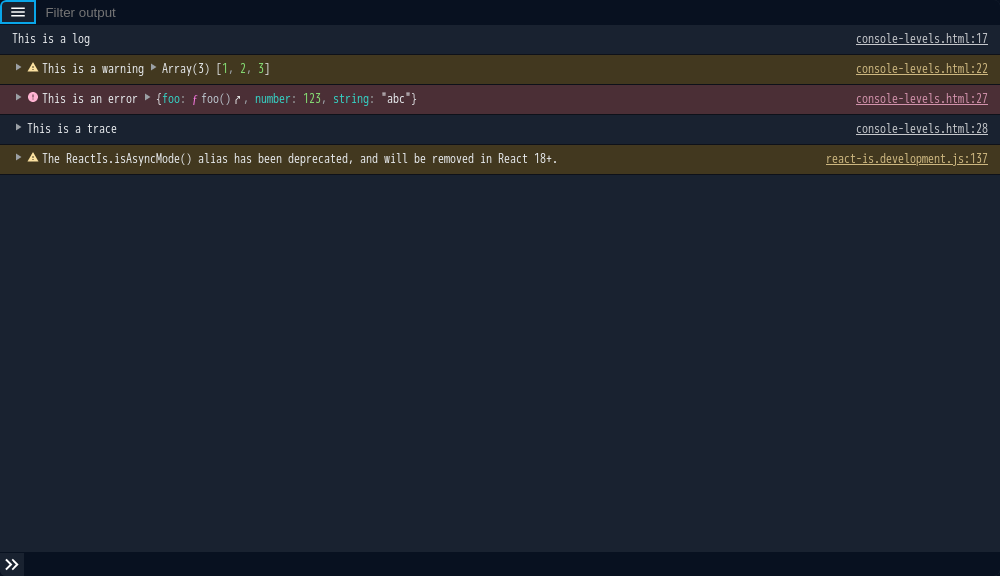 Filter output
This is a log console-levels.html:17
This is a warning Array(3) [1, 2, 3] console-levels.html:22
This is an error {foo: ƒ foo(), number: 123, string: "abc"} console-levels.html:27
This is a trace console-levels.html:28
The ReactIs.isAsyncMode() alias has been deprecated, and will be removed in React 18+. react-is.development.js:137